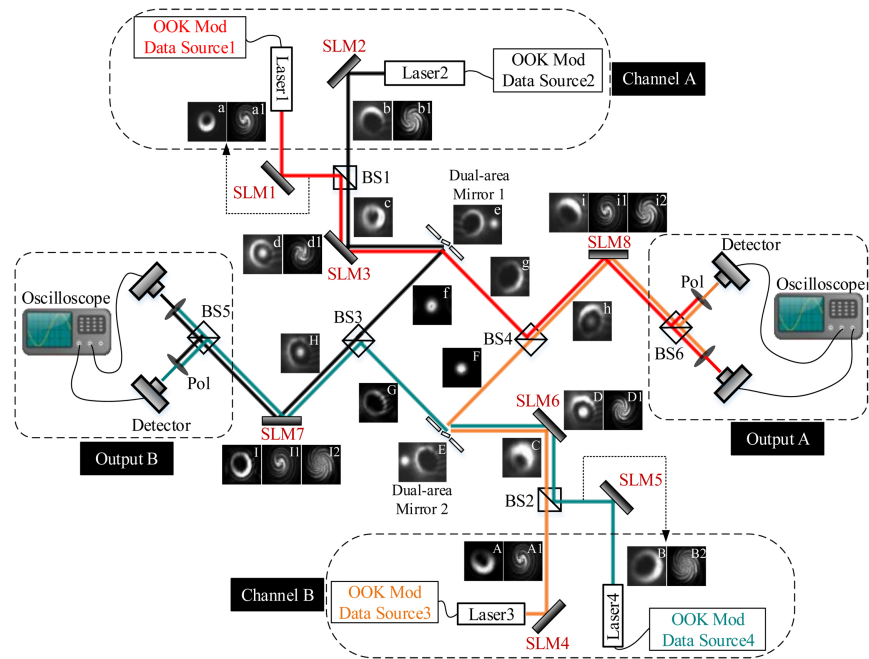 OOK Mod
Data Source1
Laser1
SLM2
Laser2
OOK Mod
Data Source2
Channel A
a
a1
b
b1
SLM1
BS1
c
Dual-area
Mirror 1
e
d
d1
SLM3
g
i
i1
i2
SLM8
Detector
Oscilloscope
Pol
BS6
Output A
Oscilloscope
BS5
Pol
Detector
Output B
f
BS3
H
BS4
h
F
G
SLM7
I
I1
I2
E
Dual-area
Mirror 2
SLM6
D
D1
C
BS2
SLM5
A
A1
B
B2
Channel B
OOK Mod
Data Source3
Laser3
SLM4
Laser4
OOK Mod
Data Source4